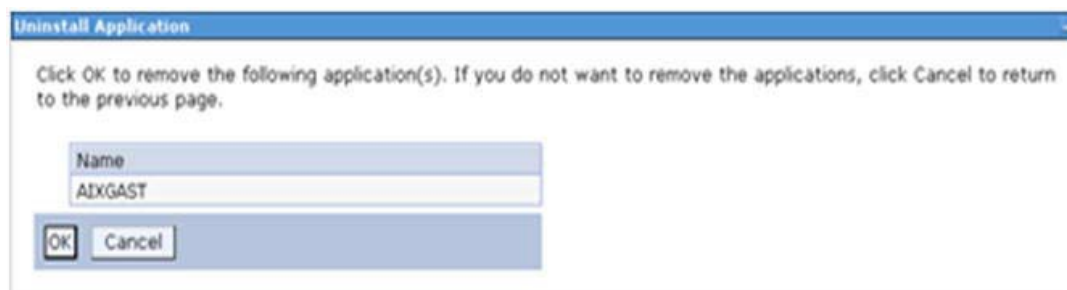 Uninstall Application
Click OK to remove the following application(s). If you do not want to remove the applications, click Cancel to return
to the previous page.
Name
AIXGAST
OK Cancel